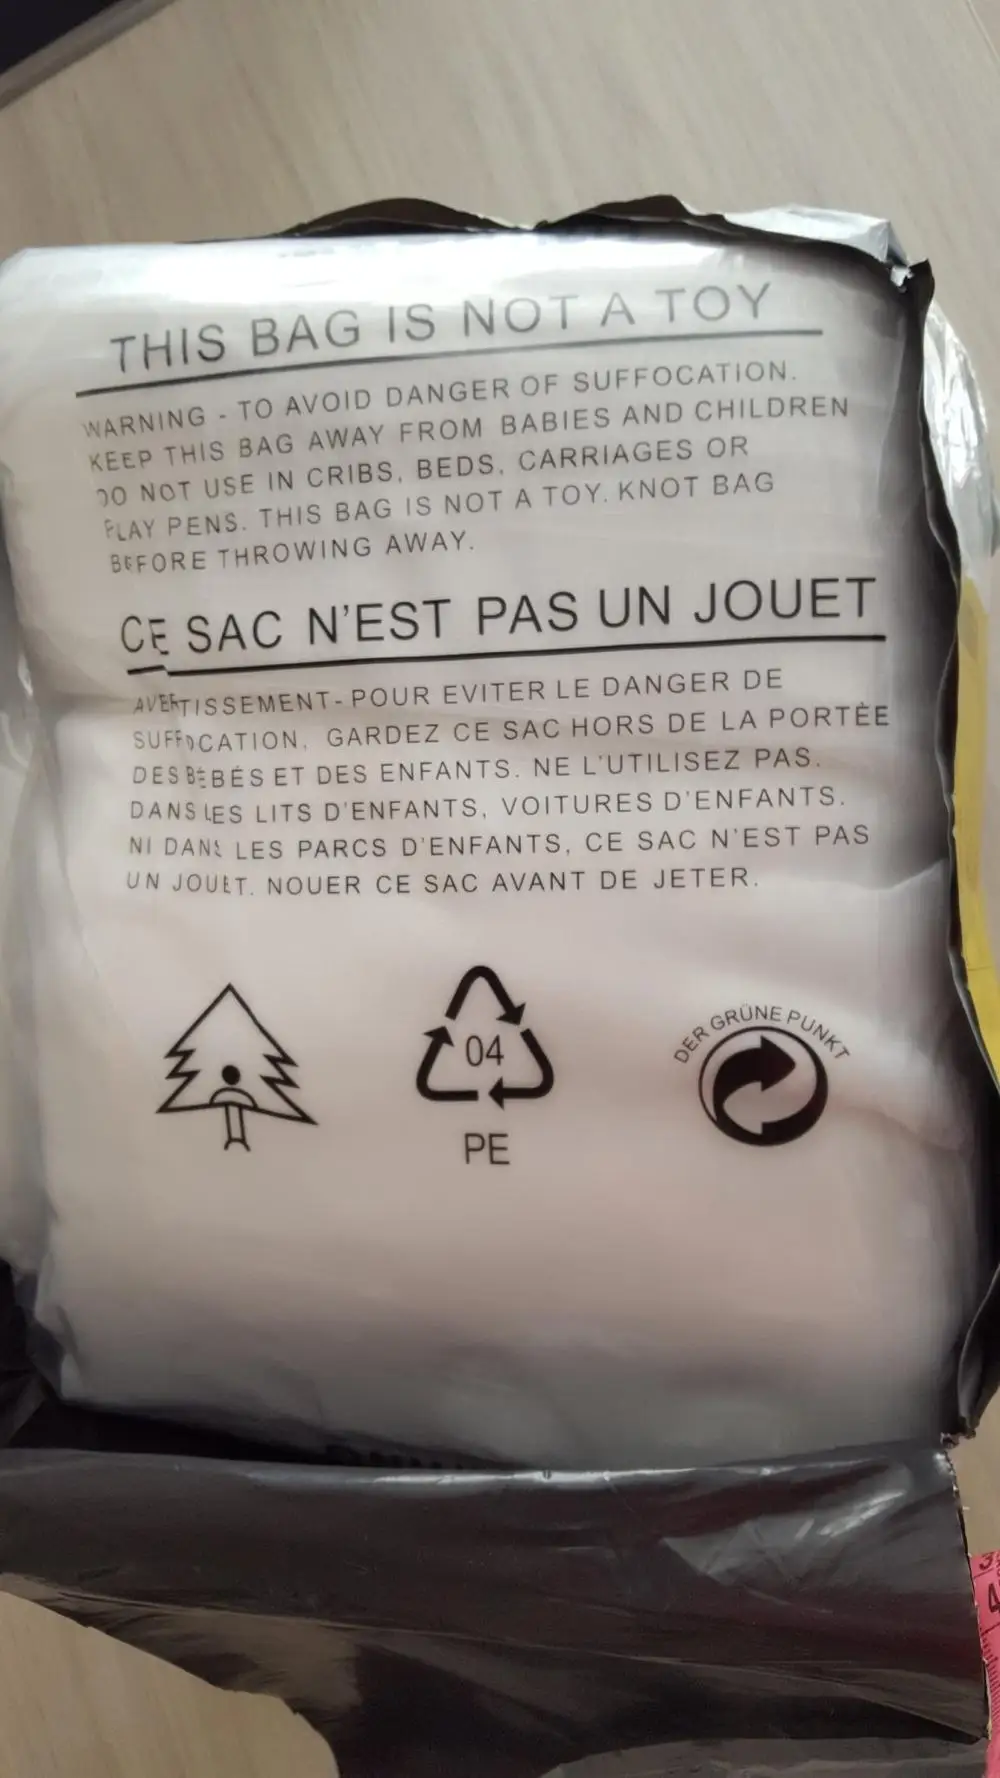 THIS BAG IS NOT A TOY
WARNING - TO AVOID DANGER OF SUFFOCATION.
KEEP THIS BAG AWAY FROM BABIES AND CHILDREN
DO NOT USE IN CRIBS, BEDS, CARRIAGES OR
PLAY PENS. THIS BAG IS NOT A TOY. KNOT BAG
BEFORE THROWING AWAY.
CE SAC N'EST PAS UN JOUET
AVERTISSEMENT- POUR EVITER LE DANGER DE
SUFFOCATION, GARDEZ CE SAC HORS DE LA PORTÉE
DES BÉBÉS ET DES ENFANTS. NE L'UTILISEZ PAS.
DANS LES LITS D'ENFANTS, VOITURES D'ENFANTS.
NI DANS LES PARCS D'ENFANTS, CE SAC N'EST PAS
UN JOUET. NOUER CE SAC AVANT DE JETER.
04
PE
DER GRÜNE PUNKT
3
4